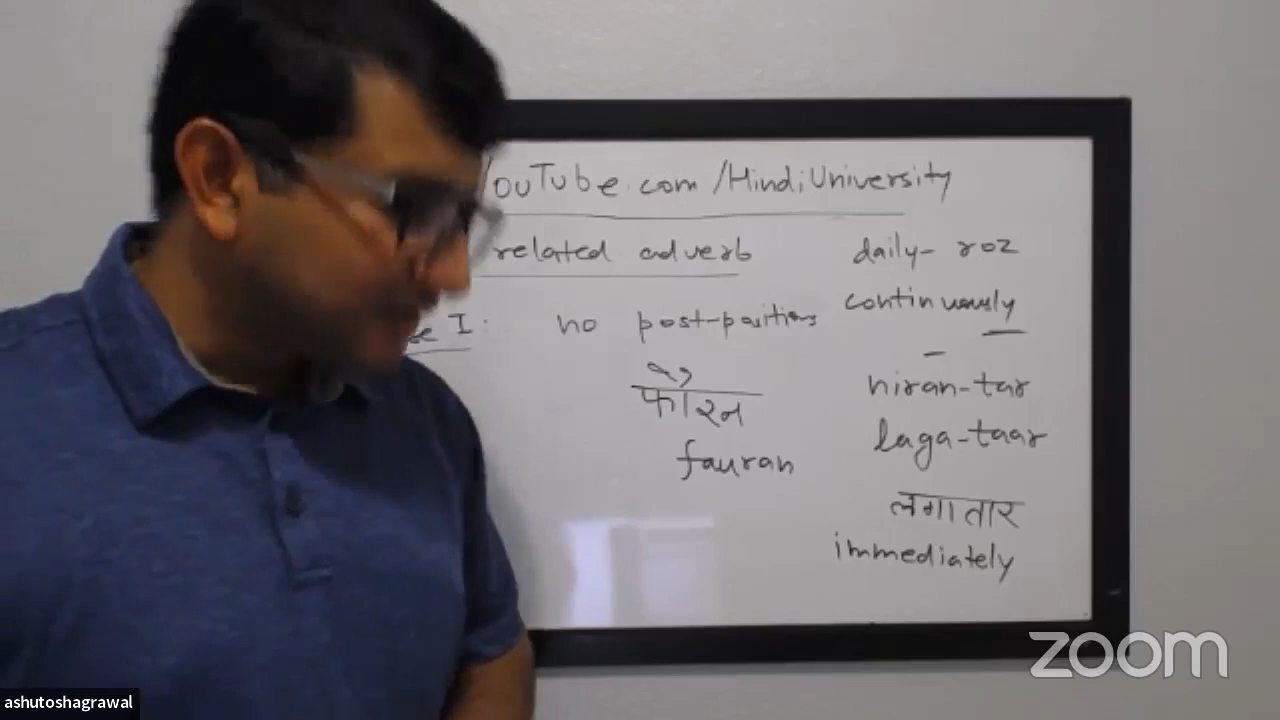 YouTube.com/HindiUniversity
related adverb
daily- roz
I: no post-positions
continuously
फौरन
niran-tar
fauran
laga-taar
लगातार
immediately
zoom
ashutoshagrawal